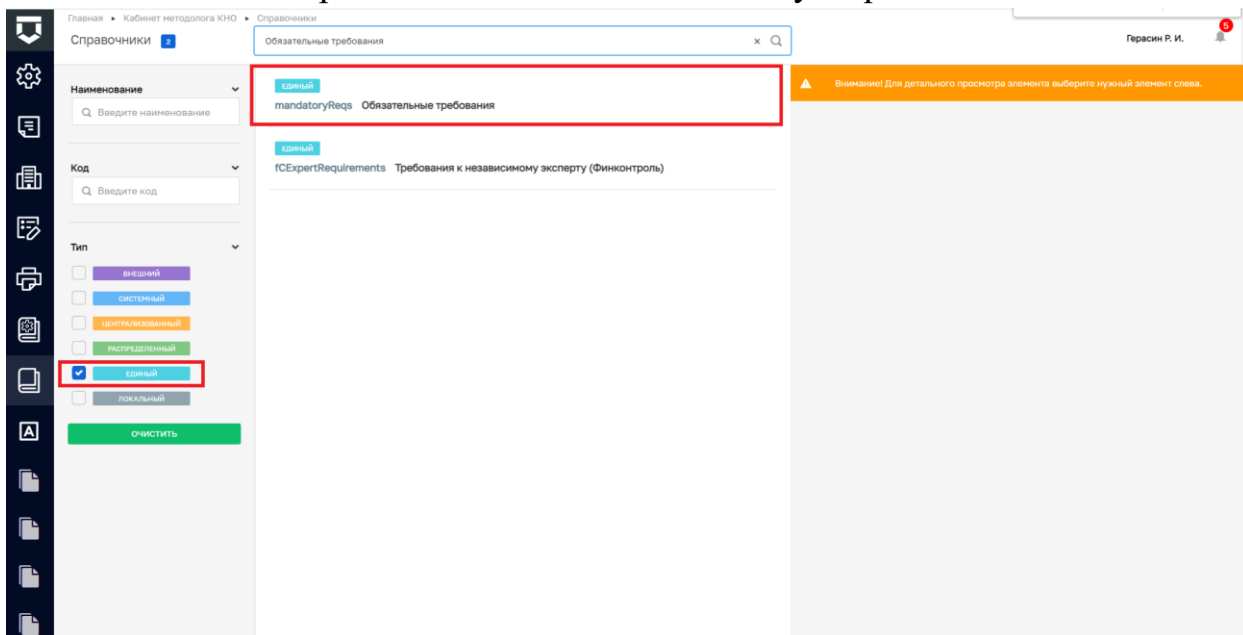 Главная ▸ Кабинет методолога КНО ▸ Справочники
Справочники 2
Обязательные требования
Герасин Р. И.
5
Наименование
Введите наименование
Код
Введите код
Тип
ВНЕШНИЙ
СИСТЕМНЫЙ
ЦЕНТРАЛИЗОВАННЫЙ
РАСПРЕДЕЛЕННЫЙ
ЕДИНЫЙ
ЛОКАЛЬНЫЙ
ОЧИСТИТЬ
ЕДИНЫЙ
mandatoryReqs Обязательные требования
ЕДИНЫЙ
fCExpertRequirements Требования к независимому эксперту (Финконтроль)
Внимание! Для детального просмотра элемента выберите нужный элемент слева.